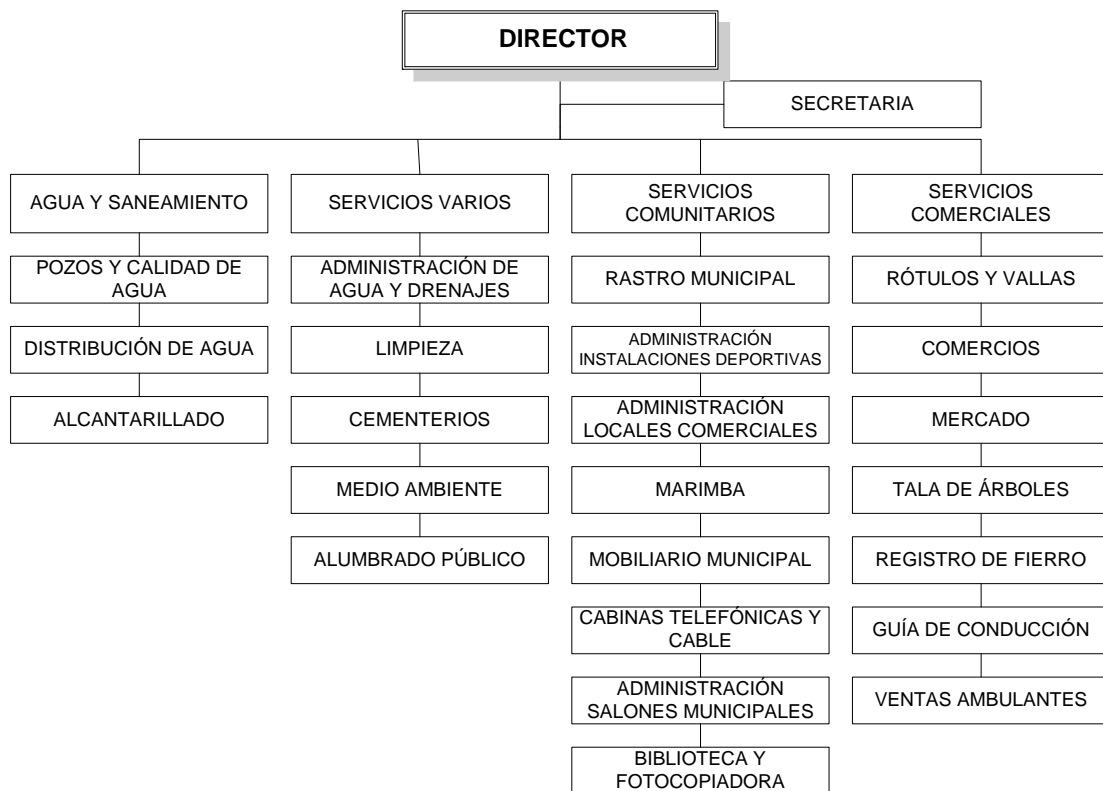 DIRECTOR
SECRETARIA
AGUA Y SANEAMIENTO
POZOS Y CALIDAD DE
AGUA
DISTRIBUCIÓN DE AGUA
ALCANTARILLADO
SERVICIOS VARIOS
ADMINISTRACIÓN DE
AGUA Y DRENAJES
LIMPIEZA
CEMENTERIOS
MEDIO AMBIENTE
ALUMBRADO PÚBLICO
SERVICIOS
COMUNITARIOS
RASTRO MUNICIPAL
ADMINISTRACIÓN
INSTALACIONES DEPORTIVAS
ADMINISTRACIÓN
LOCALES COMERCIALES
MARIMBA
MOBILIARIO MUNICIPAL
CABINAS TELEFÓNICAS Y
CABLE
ADMINISTRACIÓN
SALONES MUNICIPALES
BIBLIOTECA Y
FOTOCOPIADORA
SERVICIOS
COMERCIALES
RÓTULOS Y VALLAS
COMERCIOS
MERCADO
TALA DE ÁRBOLES
REGISTRO DE FIERRO
GUÍA DE CONDUCCIÓN
VENTAS AMBULANTES